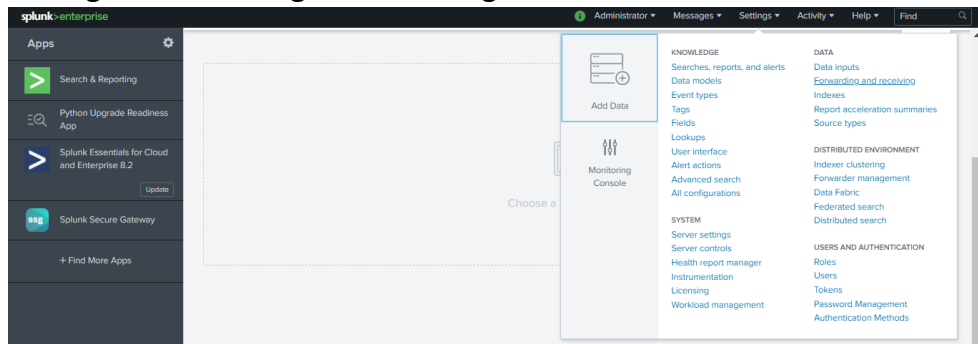 splunk>enterprise
i Administrator ▾ Messages ▾ Settings ▾ Activity ▾ Help ▾ Find
Apps
Search & Reporting
Python Upgrade Readiness
App
Splunk Essentials for Cloud
and Enterprise 8.2
Update
ssg Splunk Secure Gateway
+ Find More Apps
Choose a
Add Data
Monitoring
Console
KNOWLEDGE
Searches, reports, and alerts
Data models
Event types
Tags
Fields
Lookups
User interface
Alert actions
Advanced search
All configurations
SYSTEM
Server settings
Server controls
Health report manager
Instrumentation
Licensing
Workload management
DATA
Data inputs
Forwarding and receiving
Indexes
Report acceleration summaries
Source types
DISTRIBUTED ENVIRONMENT
Indexer clustering
Forwarder management
Data Fabric
Federated search
Distributed search
USERS AND AUTHENTICATION
Roles
Users
Tokens
Password Management
Authentication Methods